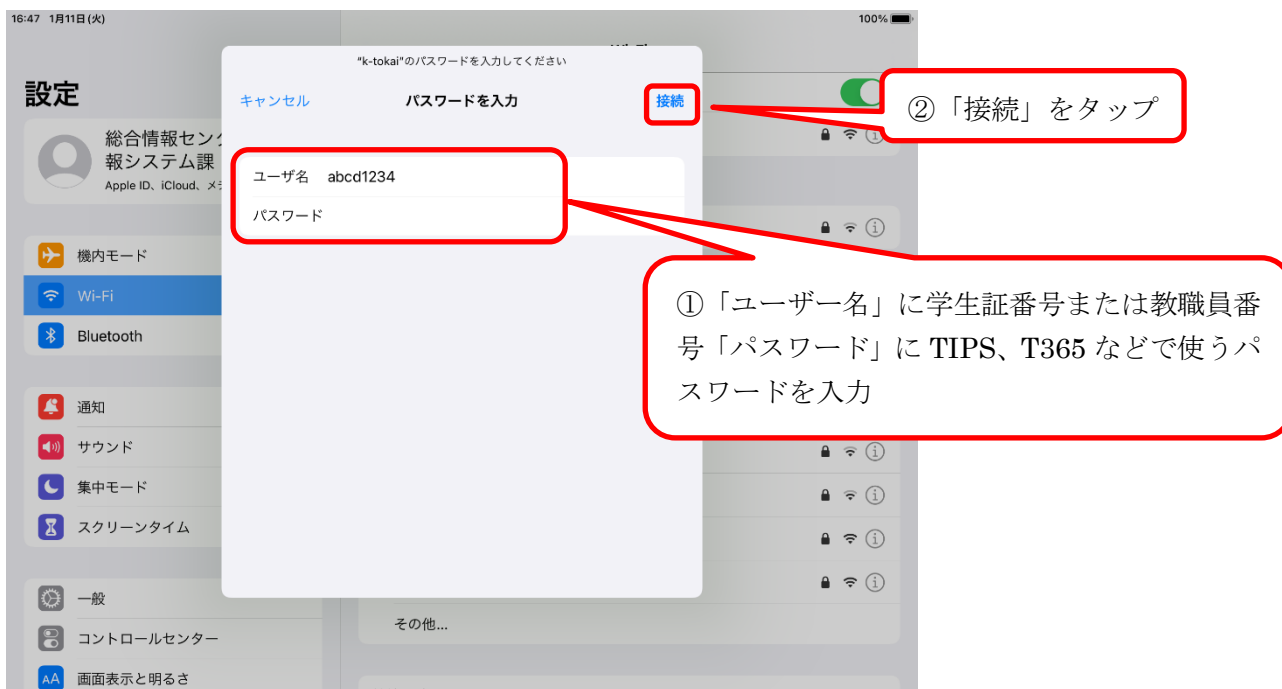 16:47 1月11日(火)
100%
"k-tokai"のパスワードを入力してください
設定
キャンセル
パスワードを入力
接続
②「接続」をタップ
総合情報セン
報システム課
Apple ID、iCloud、メ
ユーザ名 abcd1234
パスワード
機内モード
Wi-Fi
①「ユーザー名」に学生証番号または教職員番
号「パスワード」に TIPS、T365 などで使うパ
スワードを入力
Bluetooth
通知
サウンド
集中モード
スクリーンタイム
一般
その他...
コントロールセンター
AA 画面表示と明るさ